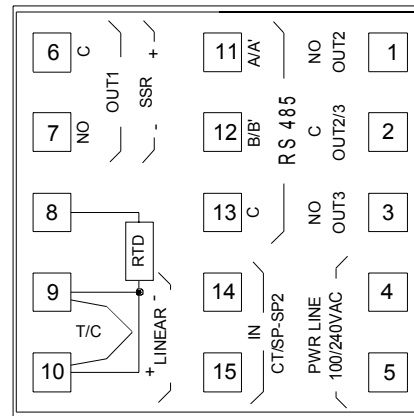 6 C
7 NO
OUT1
SSR + -
11 A/A'
12 B/B'
13 C
RS 485
NO OUT2 1
C OUT2/3 2
NO OUT3 3
8
RTD
9
T/C
10
LINEAR - +
14
15
IN
CT/SP-SP2
PWR LINE
100/240VAC
4
5